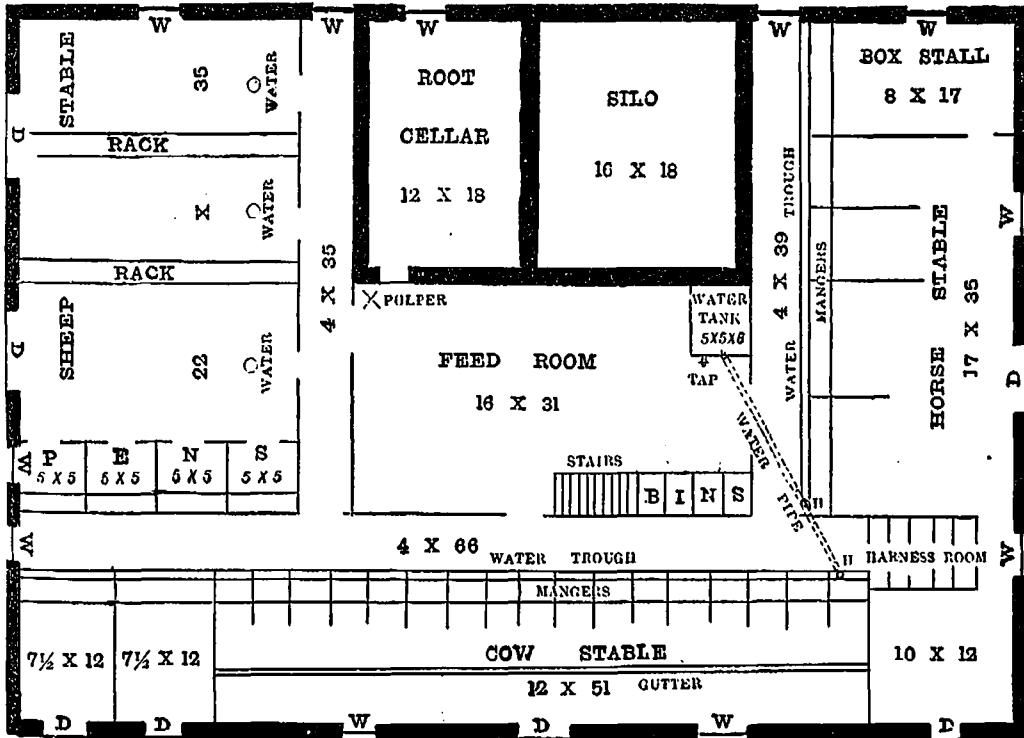 W
W
W
W
W
STABLE
35
WATER
ROOT
CELLAR
12 X 18
SILO
16 X 18
BOX STALL
8 X 17
D
RACK
X
WATER
RACK
4 X 35
WATER TROUGH
4 X 39
MANGERS
HORSE STABLE
17 X 35
W
D
SHEEP
22
WATER
POLPER
FEED ROOM
16 X 31
WATER
TANK
5X5X6
TAP
D
W
P E N S
5 X 5
5 X 5
5 X 5
5 X 5
STAIRS
BINS
WATER PIPE
H
W
4 X 66
WATER TROUGH
H
HARNESS ROOM
W
MANGERS
7½ X 12
7½ X 12
COW STABLE
12 X 51
GUTTER
10 X 12
D
D
W
D
W
D